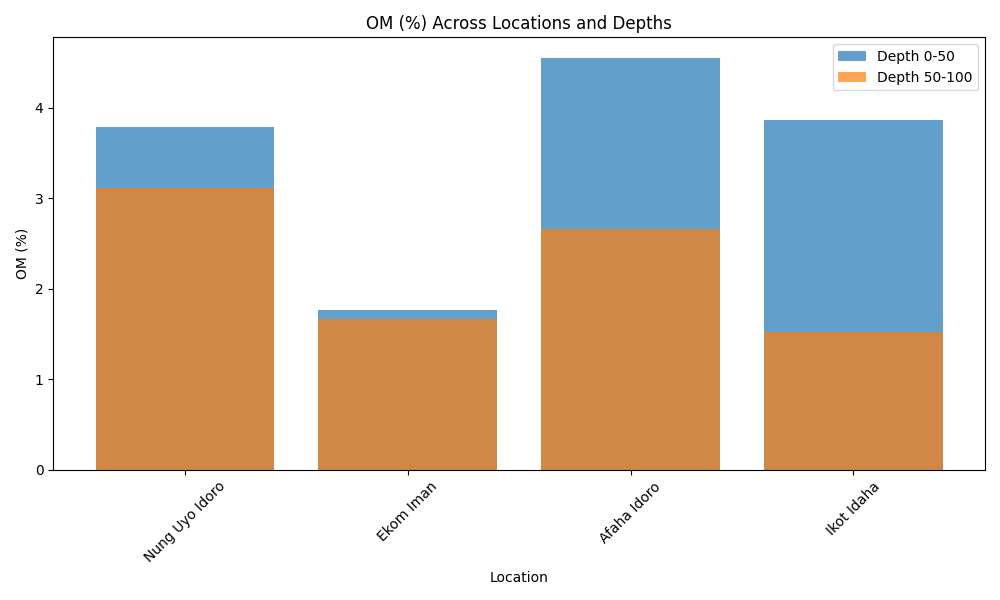 OM (%) Across Locations and Depths
Depth 0-50
Depth 50-100
OM (%)
4
3
2
1
0
Nung Uyo Idoro
Ekom Iman
Afaha Idoro
Ikot Idaha
Location